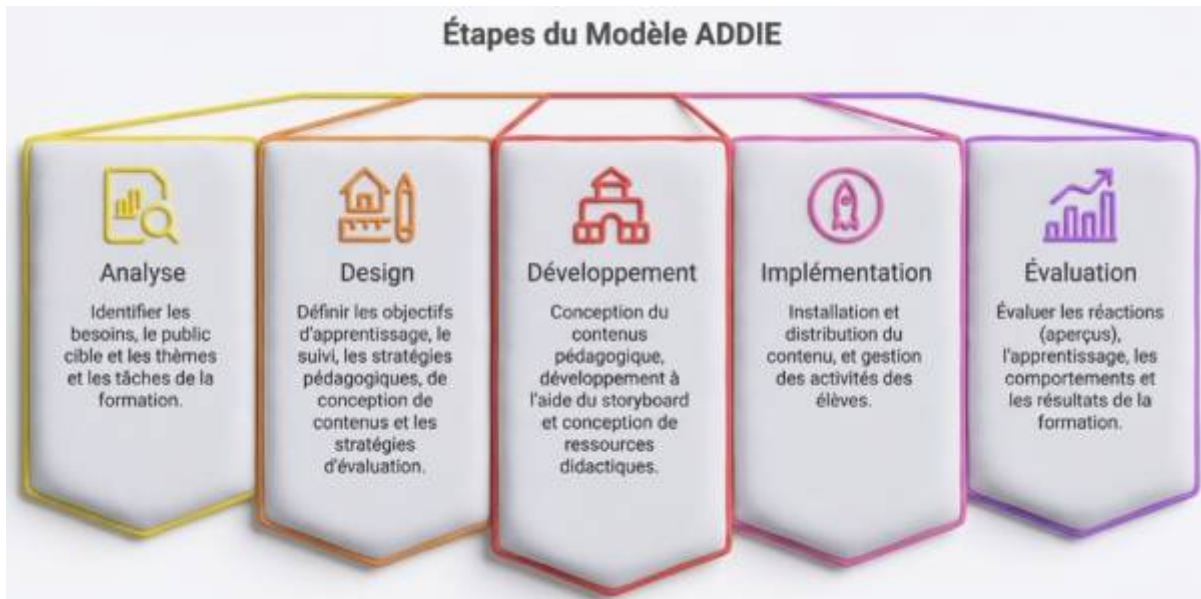 Étapes du Modèle ADDIE
Analyse
Identifier les
besoins, le public
cible et les thèmes
et les tâches de la
formation.
Design
Définir les objectifs
d'apprentissage, le
suivi, les stratégies
pédagogiques, de
conception de
contenus et les
stratégies
d'évaluation.
Développement
Conception du
contenus
pédagogique,
développement à
l'aide du storyboard
et conception de
ressources
didactiques.
Implémentation
Installation et
distribution du
contenu, et gestion
des activités des
élèves.
Évaluation
Évaluer les réactions
(aperçus),
l'apprentissage, les
comportements et
les résultats de la
formation.